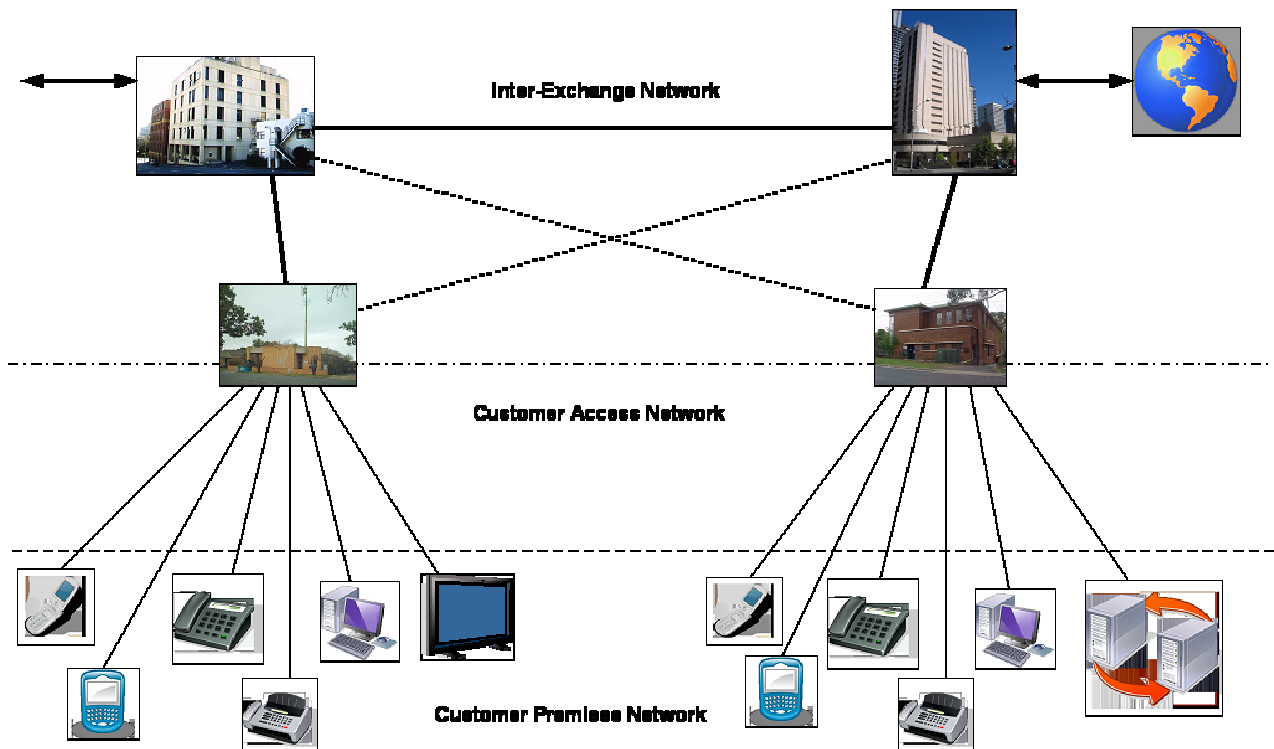 Inter-Exchange Network
Customer Access Network
Customer Premises Network